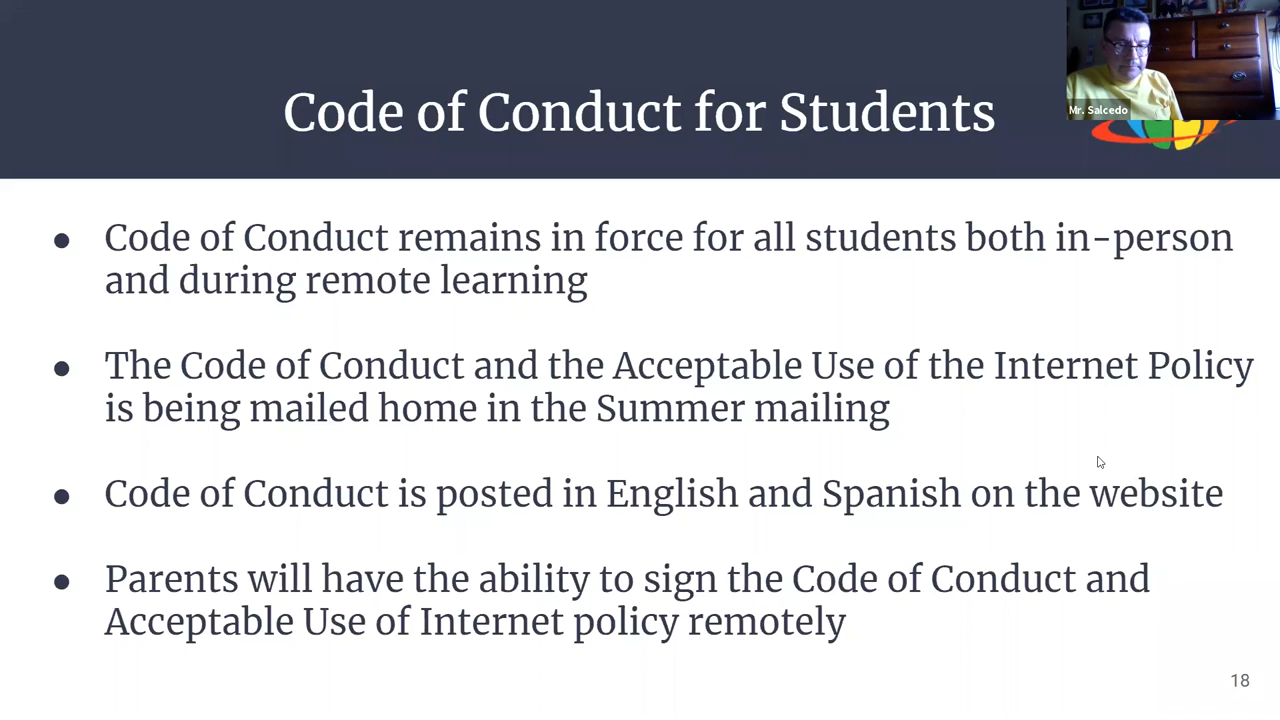 Code of Conduct for Students
Mr. Salcedo
● Code of Conduct remains in force for all students both in-person
and during remote learning
● The Code of Conduct and the Acceptable Use of the Internet Policy
is being mailed home in the Summer mailing
● Code of Conduct is posted in English and Spanish on the website
● Parents will have the ability to sign the Code of Conduct and
Acceptable Use of Internet policy remotely
18